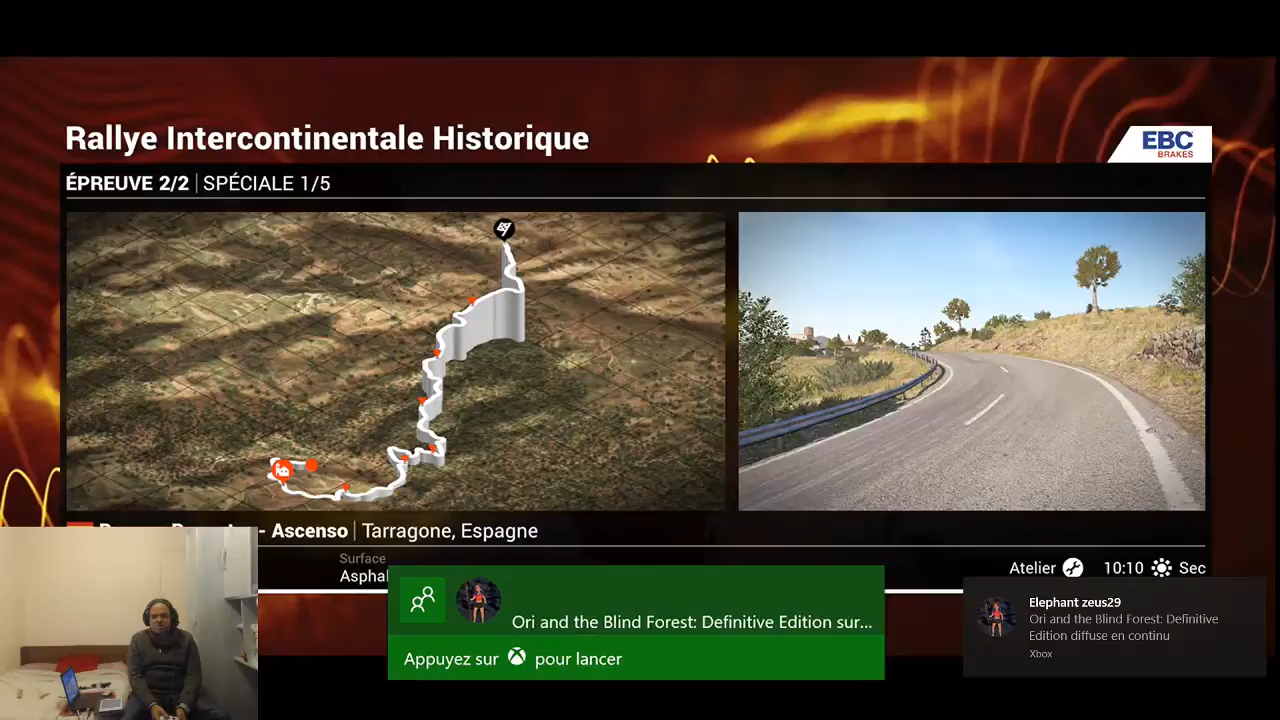 Rallye Intercontinentale Historique
EBC
BRAKES
ÉPREUVE 2/2 | SPÉCIALE 1/5
- Ascenso | Tarragone, Espagne
Surface
Atelier 10:10 Sec
Elephant zeus29
Ori and the Blind Forest: Definitive
Edition diffuse en continu
Xbox
Ori and the Blind Forest: Definitive Edition sur...
Appuyez sur pour lancer